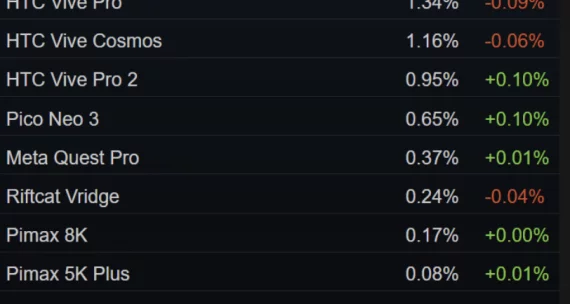 HTC Vive Pro 1.34% -0.09%
HTC Vive Cosmos 1.16% -0.06%
HTC Vive Pro 2 0.95% +0.10%
Pico Neo 3 0.65% +0.10%
Meta Quest Pro 0.37% +0.01%
Riftcat Vridge 0.24% -0.04%
Pimax 8K 0.17% +0.00%
Pimax 5K Plus 0.08% +0.01%